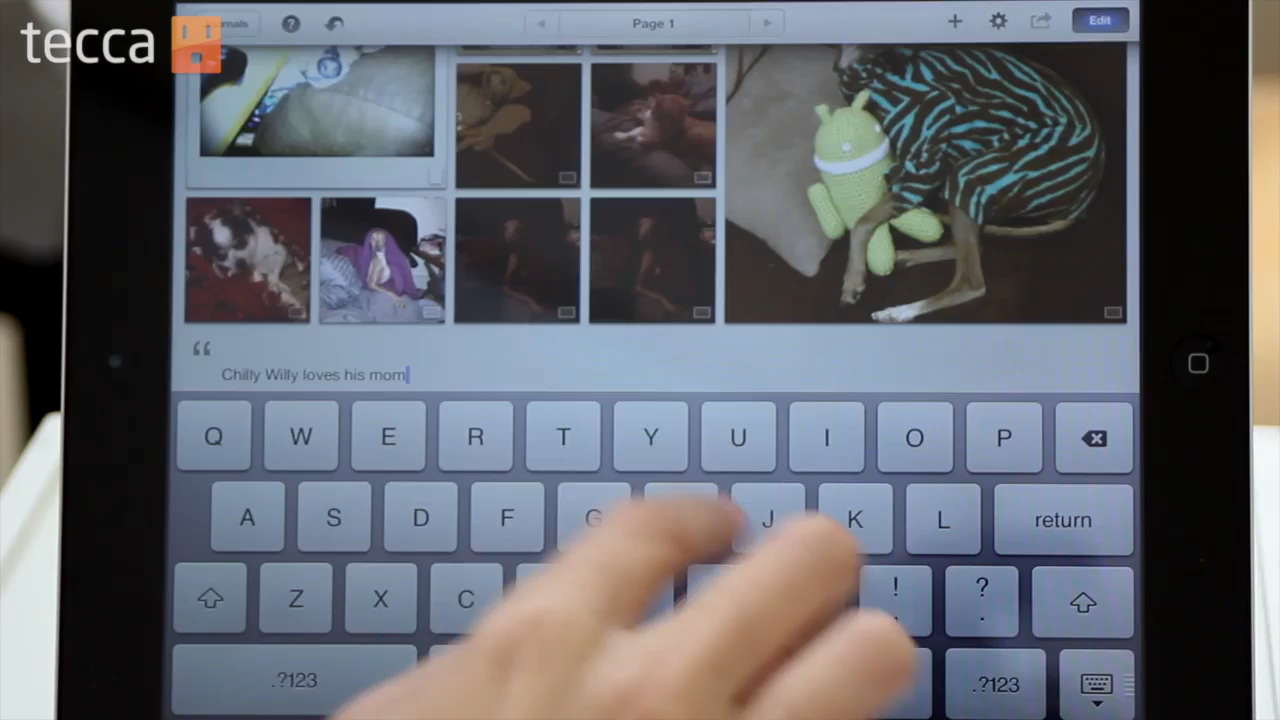 tecca
Page 1
Edit
“
Chilly Willy loves his mom
Q W E R T Y U I O P
A S D F G J K L return
Z X C ! ?
. .
.?123 .?123